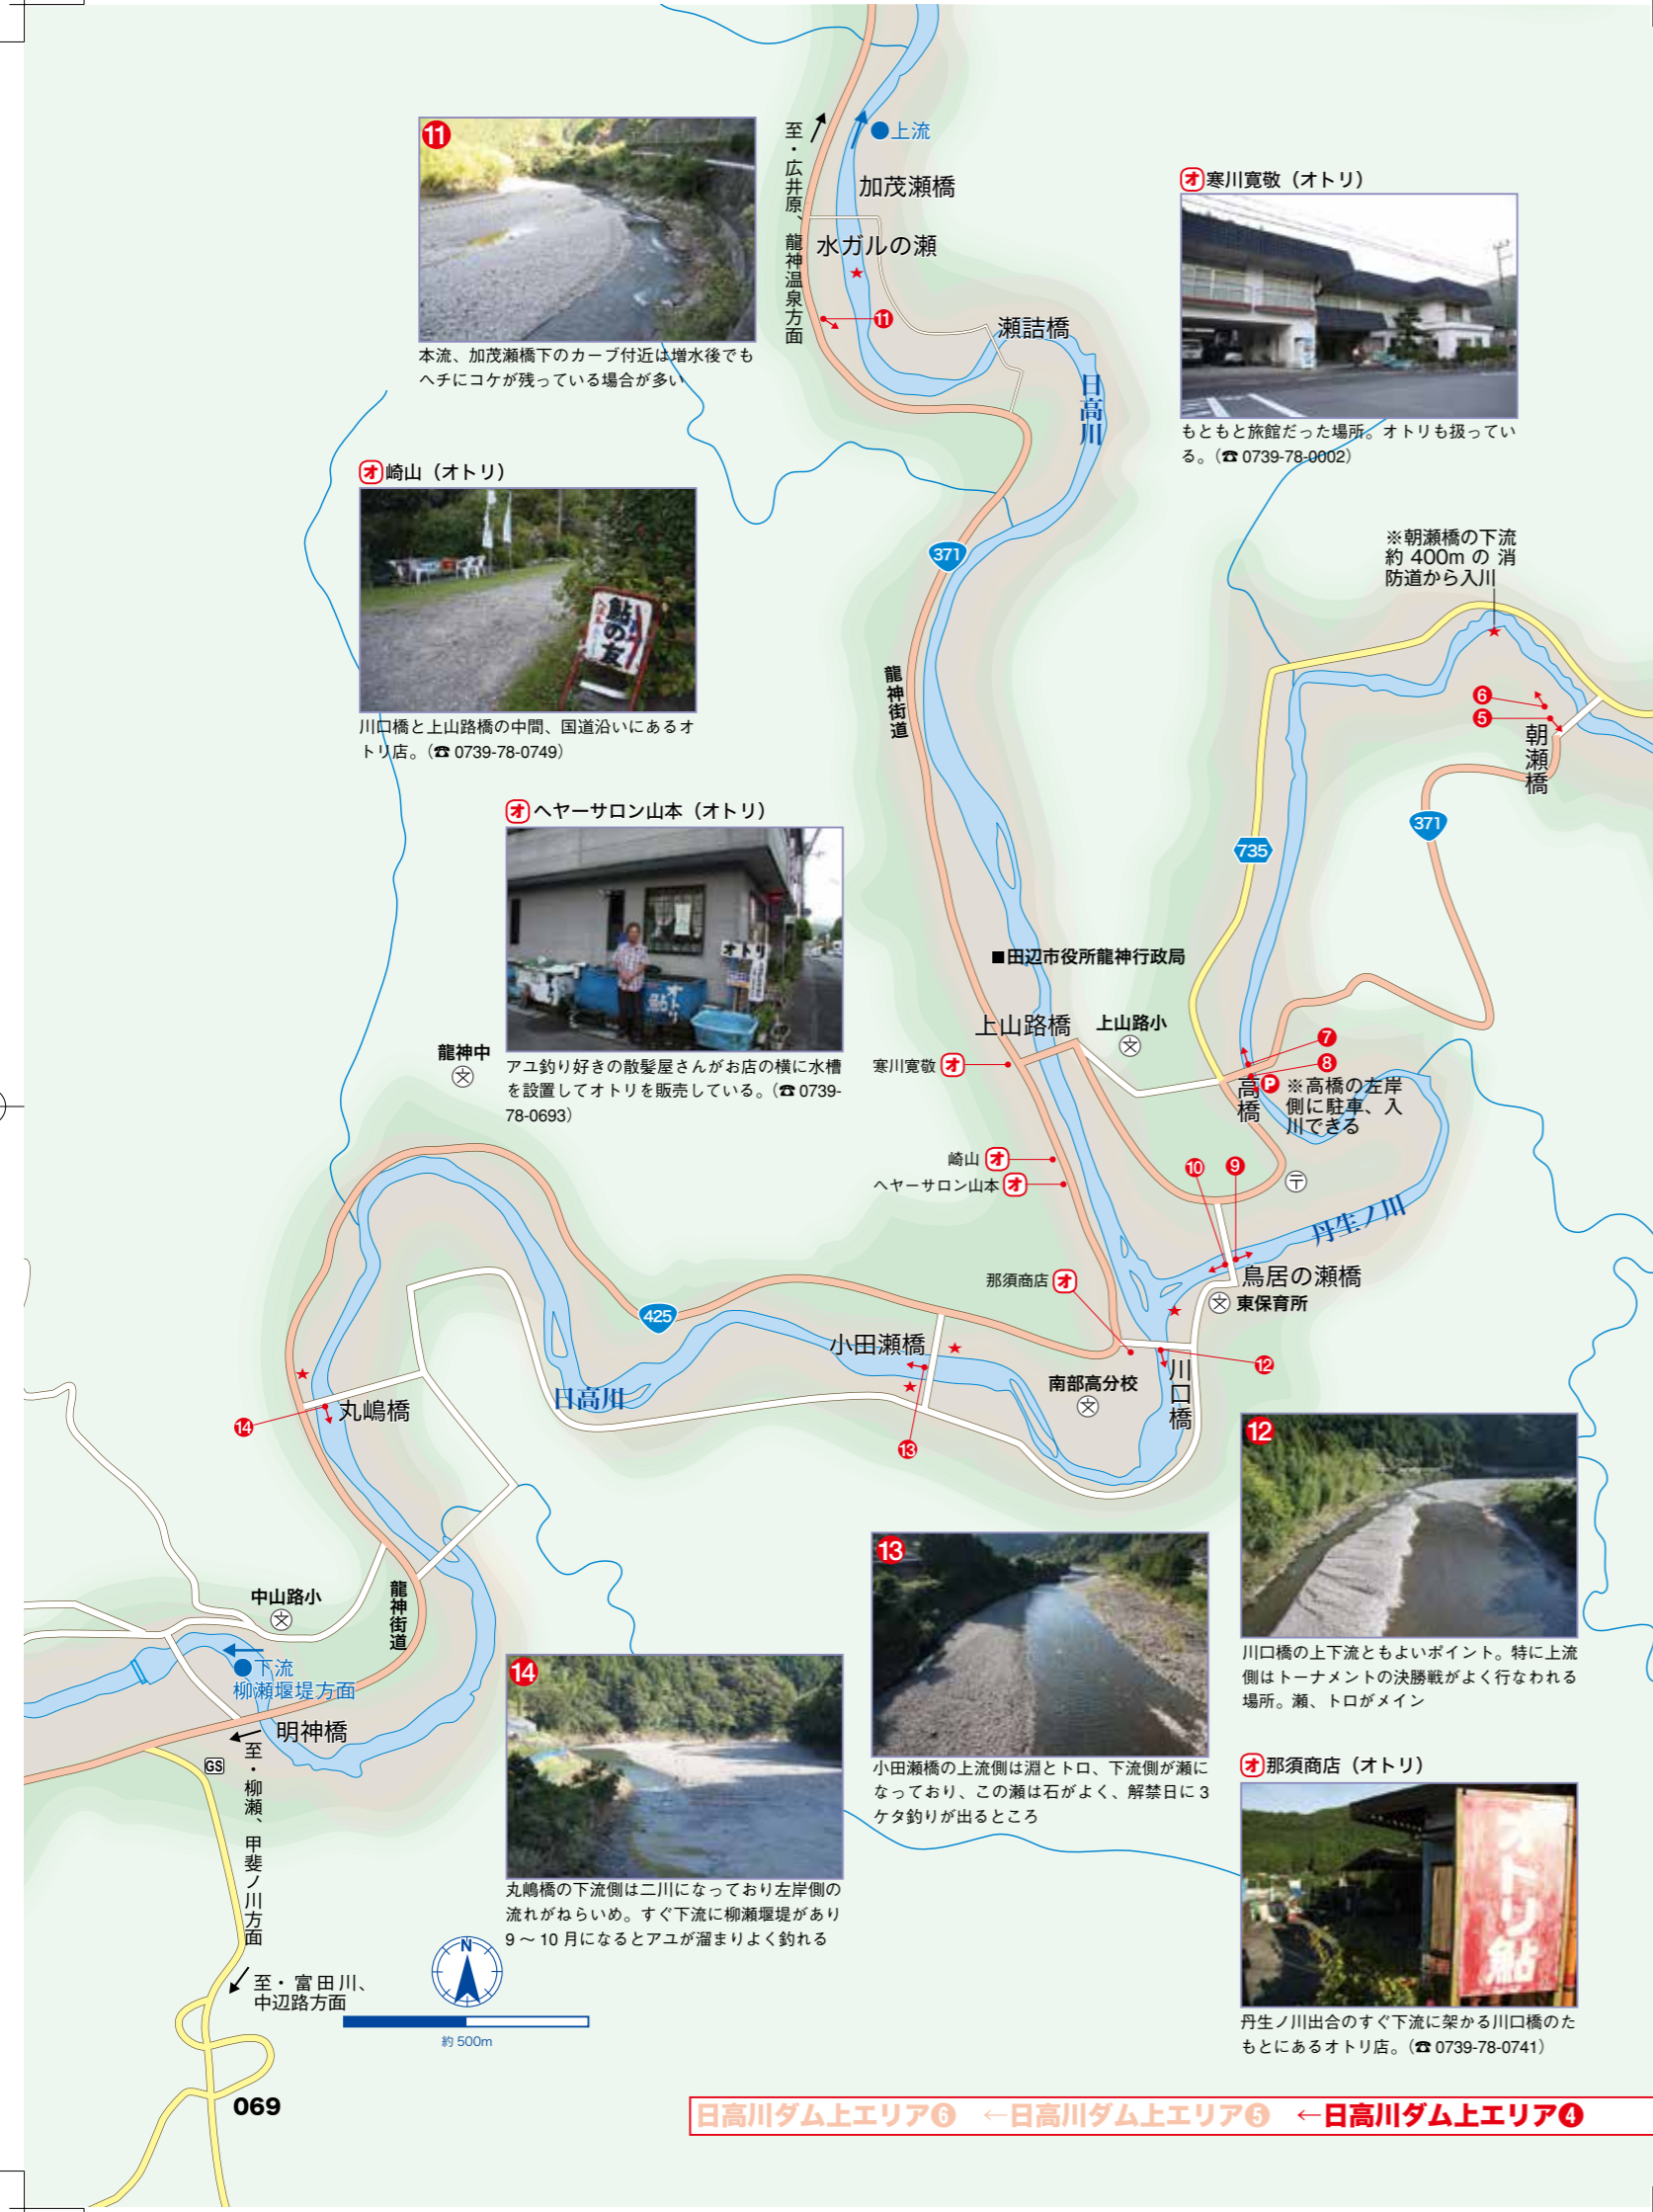 ⓫
本流、加茂瀬橋下のカーブ付近は増水後でも
ヘチにコケが残っている場合が多い
至・広井原、龍神温泉方面
●上流
加茂瀬橋
水ガルの瀬
⓫
瀬詰橋
日高川
オ寒川寛敬（オトリ）
もともと旅館だった場所。オトリも扱ってい
る。（☎ 0739-78-0002）
オ崎山（オトリ）
鮎の友
川口橋と上山路橋の中間、国道沿いにあるオ
トリ店。（☎ 0739-78-0749）
371
龍神街道
※朝瀬橋の下流
約 400m の 消
防道から入川
❻
❺
朝瀬橋
371
735
オヘヤーサロン山本（オトリ）
オトリ
オトリ
鮎
アユ釣り好きの散髪屋さんがお店の横に水槽
を設置してオトリを販売している。（☎ 0739-
78-0693）
■田辺市役所龍神行政局
上山路橋
上山路小
文
龍神中
文
寒川寛敬 オ
❼
❽
高橋
P
※高橋の左岸
側に駐車、入
川できる
崎山 オ
ヘヤーサロン山本 オ
❿
❾
〒
丹生ノ川
那須商店 オ
鳥居の瀬橋
文 東保育所
425
小田瀬橋
⓬
南部高分校
文
川口橋
日高川
丸嶋橋
⓮
⓭
⓬
川口橋の上下流ともよいポイント。特に上流
側はトーナメントの決勝戦がよく行なわれる
場所。瀬、トロがメイン
⓭
小田瀬橋の上流側は淵とトロ、下流側が瀬に
なっており、この瀬は石がよく、解禁日に 3
ケタ釣りが出るところ
⓮
丸嶋橋の下流側は二川になっており左岸側の
流れがねらいめ。すぐ下流に柳瀬堰堤があり
9 〜 10 月になるとアユが溜まりよく釣れる
中山路小
文
龍神街道
●下流
柳瀬堰堤方面
明神橋
GS
至・柳瀬、甲斐ノ川方面
至・富田川、
中辺路方面
N
約 500m
オ那須商店（オトリ）
オトリ鮎
丹生ノ川出合のすぐ下流に架かる川口橋のた
もとにあるオトリ店。（☎ 0739-78-0741）
069
日高川ダム上エリア❻ ←日高川ダム上エリア❺ ←日高川ダム上エリア❹